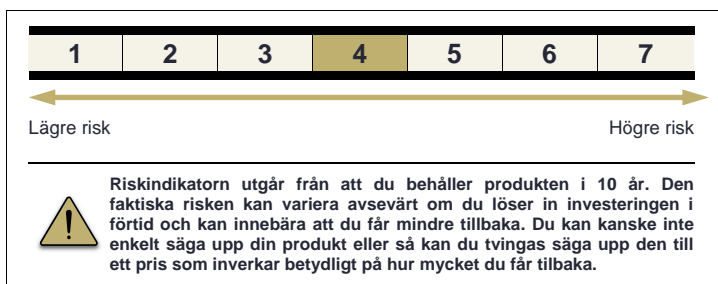 1 2 3 4 5 6 7
Lägre risk Högre risk
Riskindikatorn utgår från att du behåller produkten i 10 år. Den
faktiska risken kan variera avsevärt om du löser in investeringen i
förtid och kan innebära att du får mindre tillbaka. Du kan kanske inte
enkelt säga upp din produkt eller så kan du tvingas säga upp den till
ett pris som inverkar betydligt på hur mycket du får tilbaka.